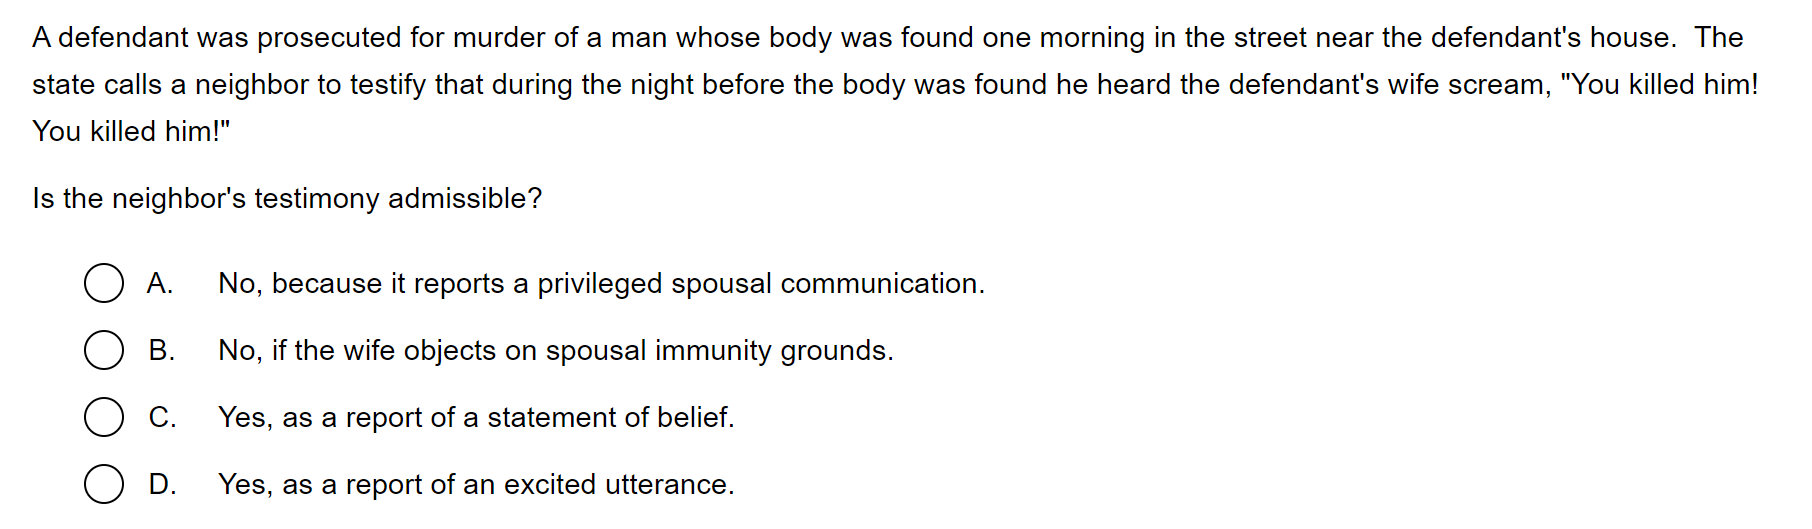 A defendant was prosecuted for murder of a man whose body was found one morning in the street near the defendant's house.  The
state calls a neighbor to testify that during the night before the body was found he heard the defendant's wife scream, "You killed him!
You killed him!"
Is the neighbor's testimony admissible?
A. No, because it reports a privileged spousal communication.
B. No, if the wife objects on spousal immunity grounds.
C. Yes, as a report of a statement of belief.
D. Yes, as a report of an excited utterance.